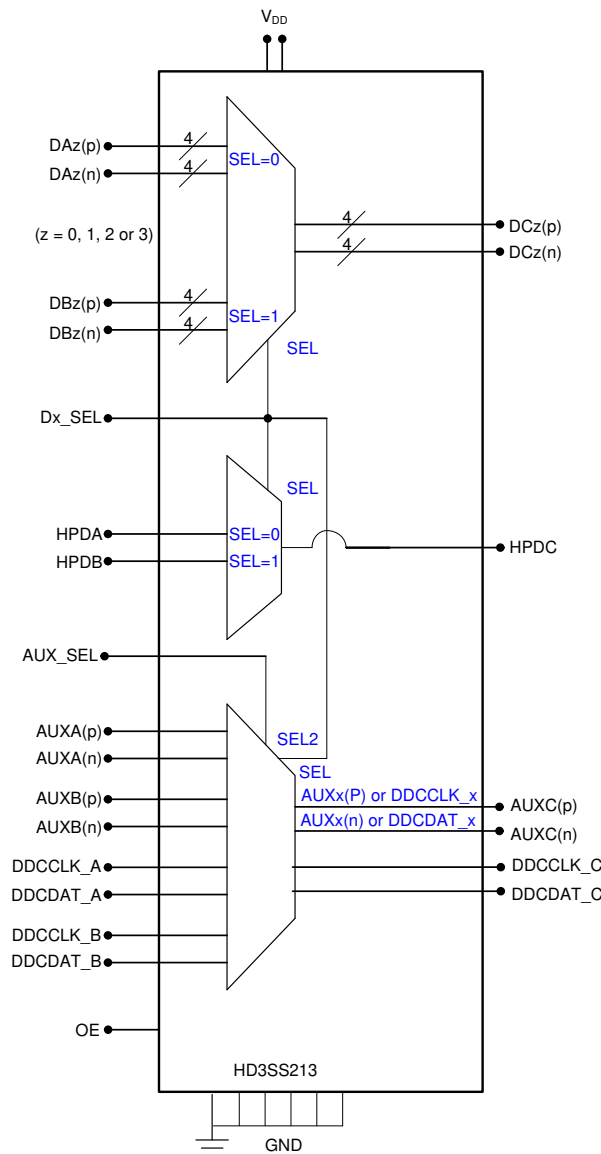 VDD
DAz(p)
4
SEL=0
DAz(n)
4
4
DCz(p)
(z = 0, 1, 2 or 3)
4
DCz(n)
DBz(p)
4
SEL=1
DBz(n)
4
SEL
Dx_SEL
SEL
HPDA
SEL=0
HPDC
HPDB
SEL=1
AUX_SEL
AUXA(p)
SEL2
AUXA(n)
SEL
AUXB(p)
AUXx(P) or DDCCLK_x
AUXC(p)
AUXB(n)
AUXx(n) or DDCDAT_x
AUXC(n)
DDCCLK_A
DDCCLK_C
DDCDAT_A
DDCDAT_C
DDCCLK_B
DDCDAT_B
OE
HD3SS213
GND